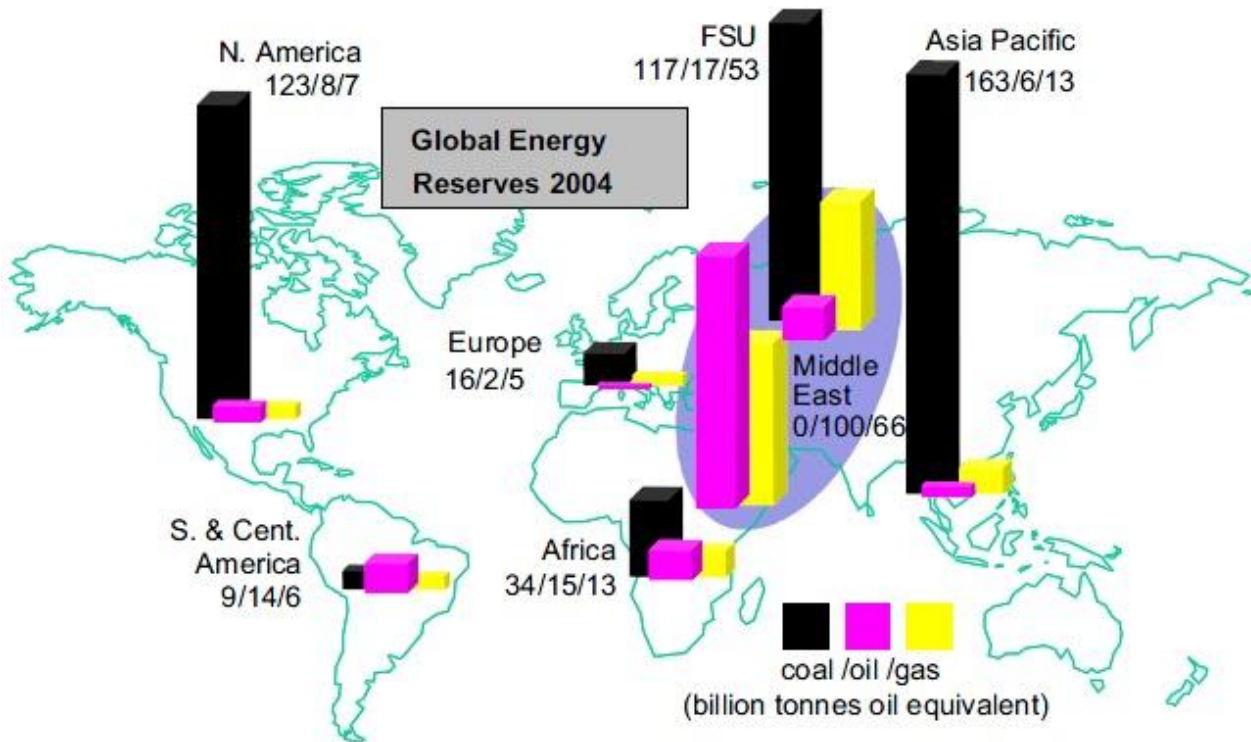 N. America
123/8/7
Global Energy
Reserves 2004
FSU
117/17/53
Asia Pacific
163/6/13
Europe
16/2/5
Middle
East
0/100/66
S. & Cent.
America
9/14/6
Africa
34/15/13
coal /oil /gas
(billion tonnes oil equivalent)